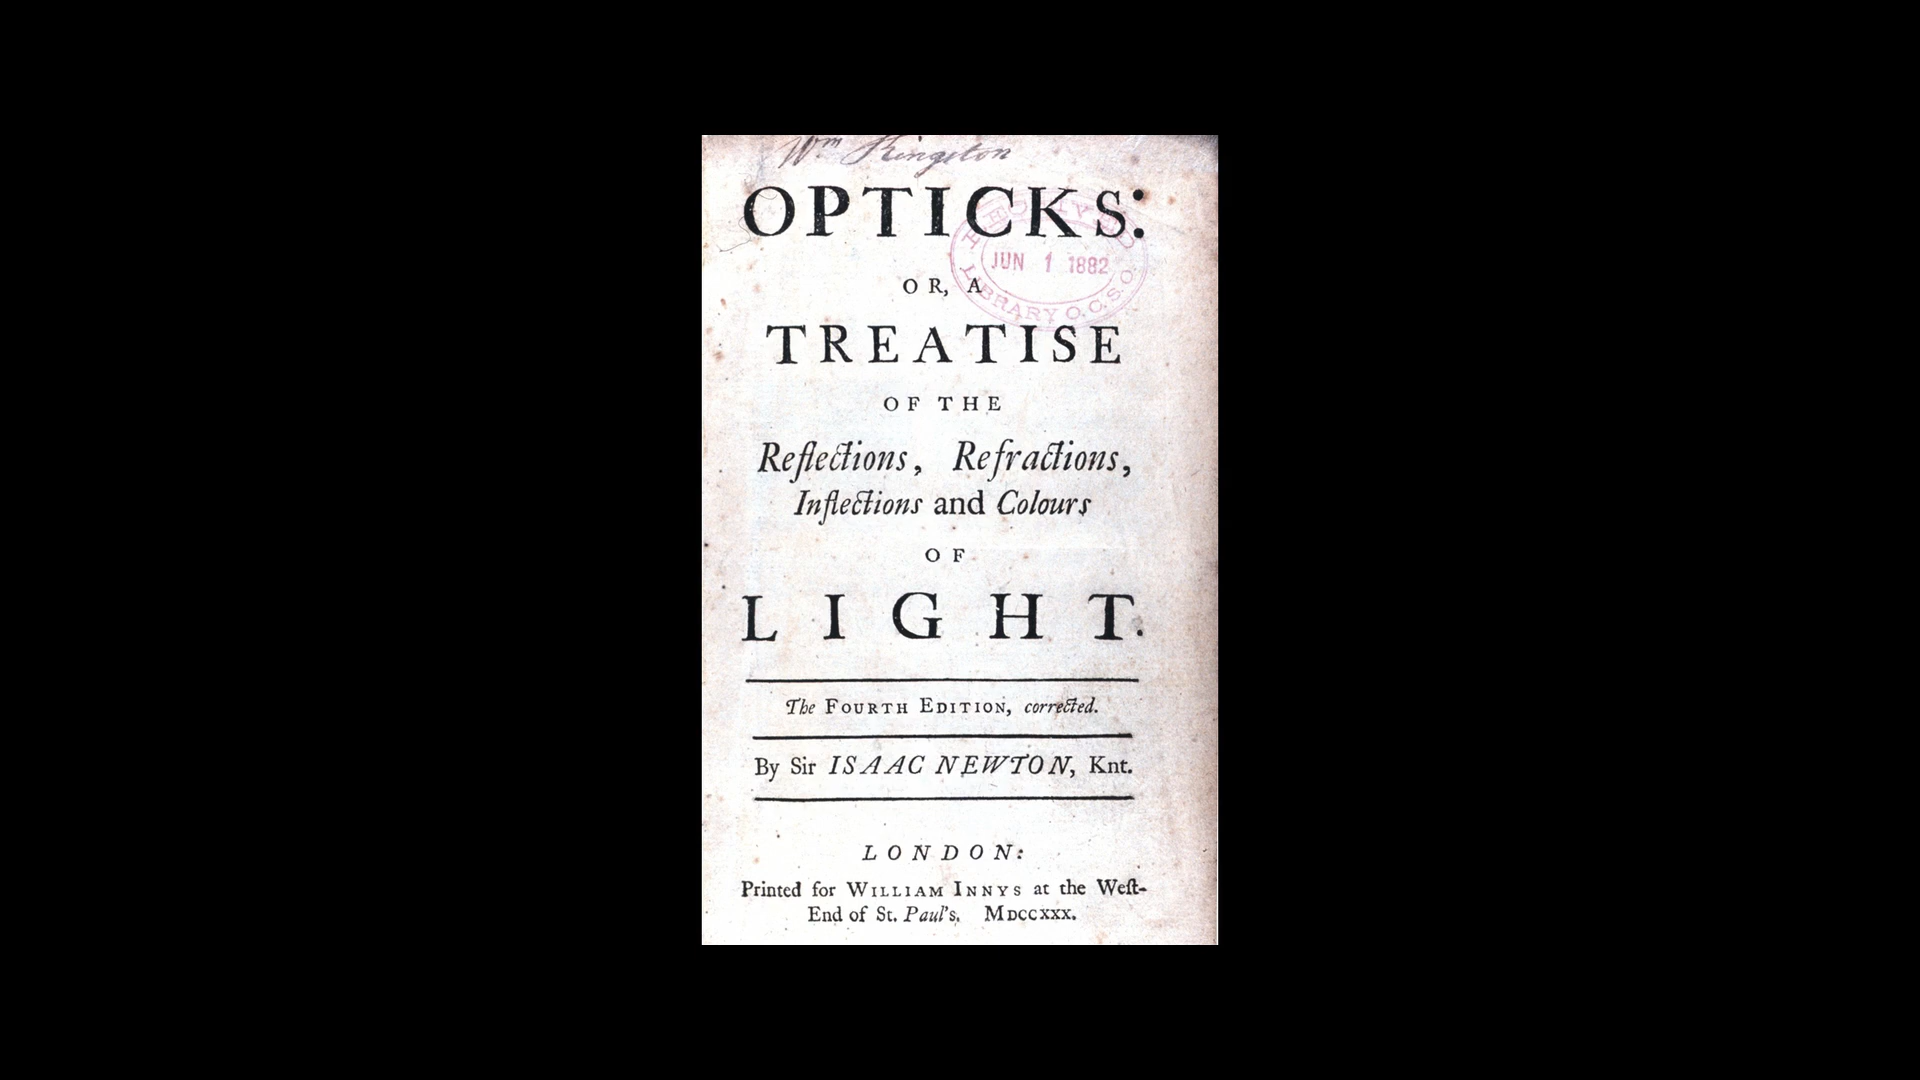 Wm Kingston
OPTICKS:
JUN 1 1882
LIBRARY O.C.S.O.
OR, A
TREATISE
OF THE
Reflections, Refractions,
Inflections and Colours
OF
LIGHT.
The FOURTH EDITION, corrected.
By Sir ISAAC NEWTON, Knt.
LONDON:
Printed for WILLIAM INNYS at the West-
End of St. Paul's. MDCCXXX.